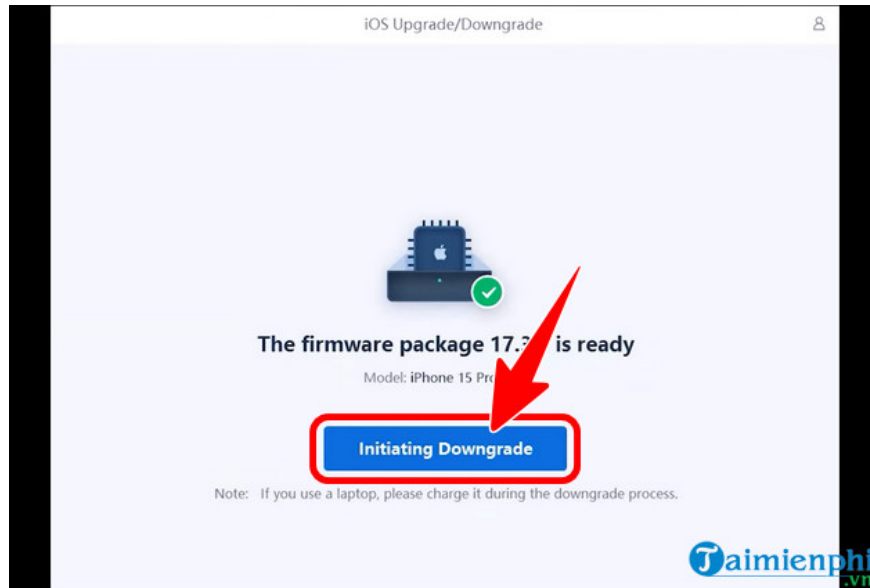 iOS Upgrade/Downgrade
The firmware package 17.3 is ready
Model: iPhone 15 Pro
Initiating Downgrade
Note: If you use a laptop, please charge it during the downgrade process.
Taimienphi
.vn